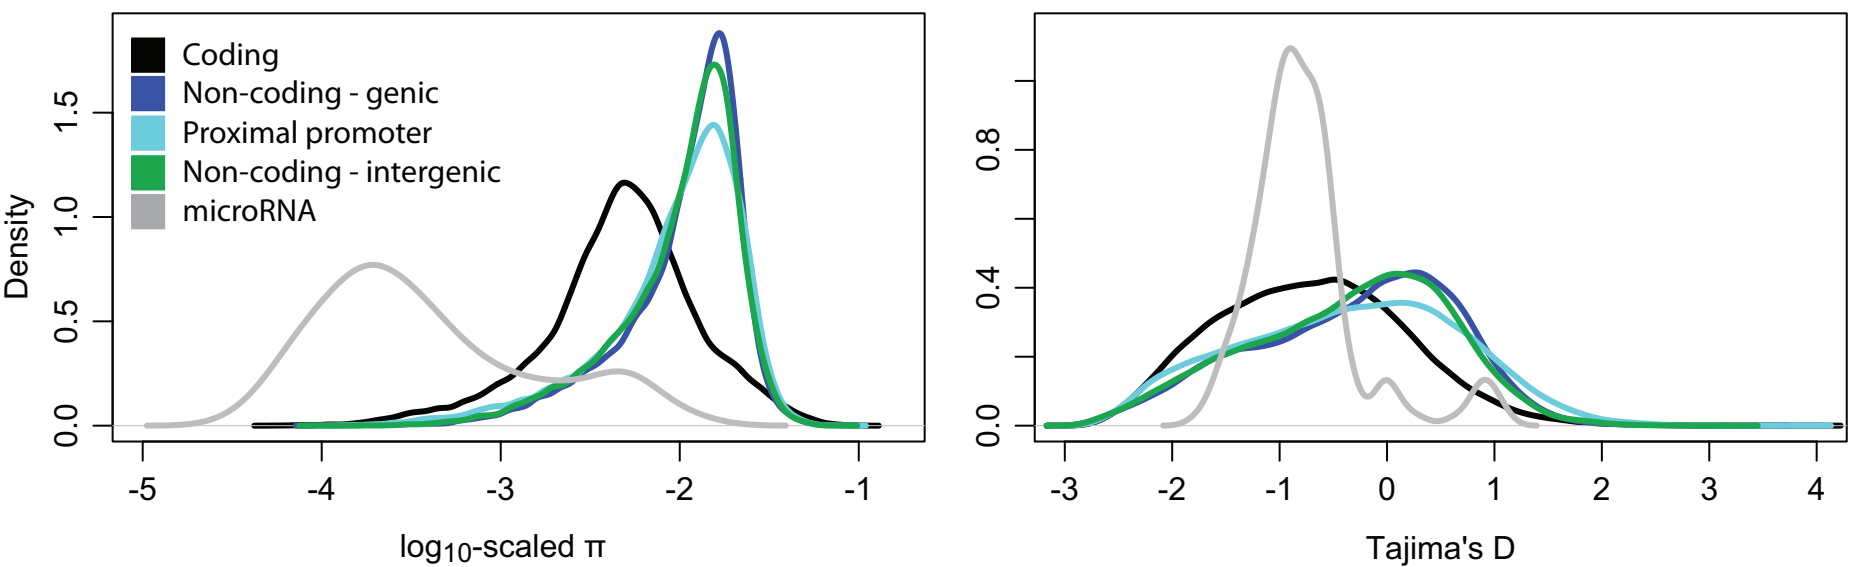 Coding
Non-coding - genic
Proximal promoter
Non-coding - intergenic
microRNA
Density
0.0 0.5 1.0 1.5
-5 -4 -3 -2 -1
log10-scaled π
0.0 0.4 0.8
-3 -2 -1 0 1 2 3 4
Tajima's D